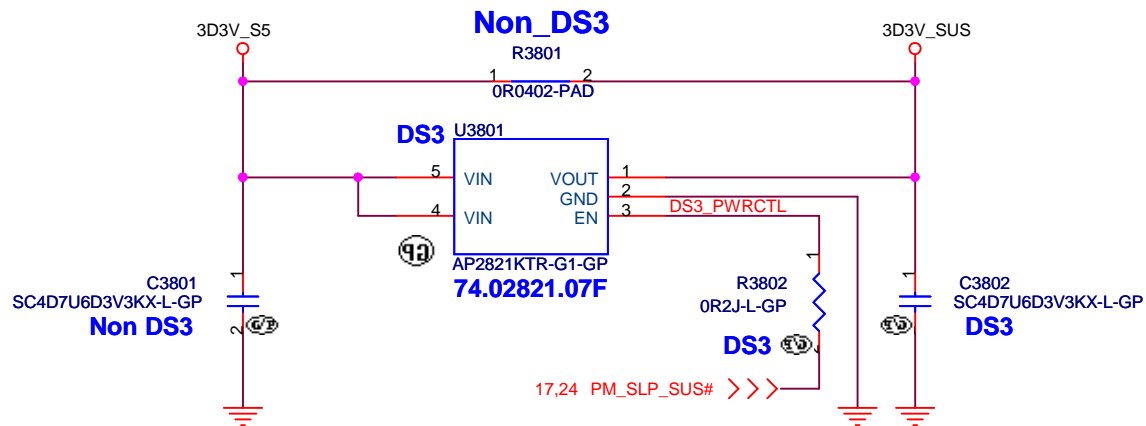 Non_DS3
3D3V_S5
3D3V_SUS
R3801
1
2
0R0402-PAD
DS3
U3801
5
VIN
VOUT
1
GND
2
4
VIN
EN
3
DS3_PWRCTL
GP
AP2821KTR-G1-GP
74.02821.07F
1
C3801
SC4D7U6D3V3KX-L-GP
Non DS3
2
1
R3802
0R2J-L-GP
DS3
1
C3802
SC4D7U6D3V3KX-L-GP
DS3
17,24 PM_SLP_SUS#